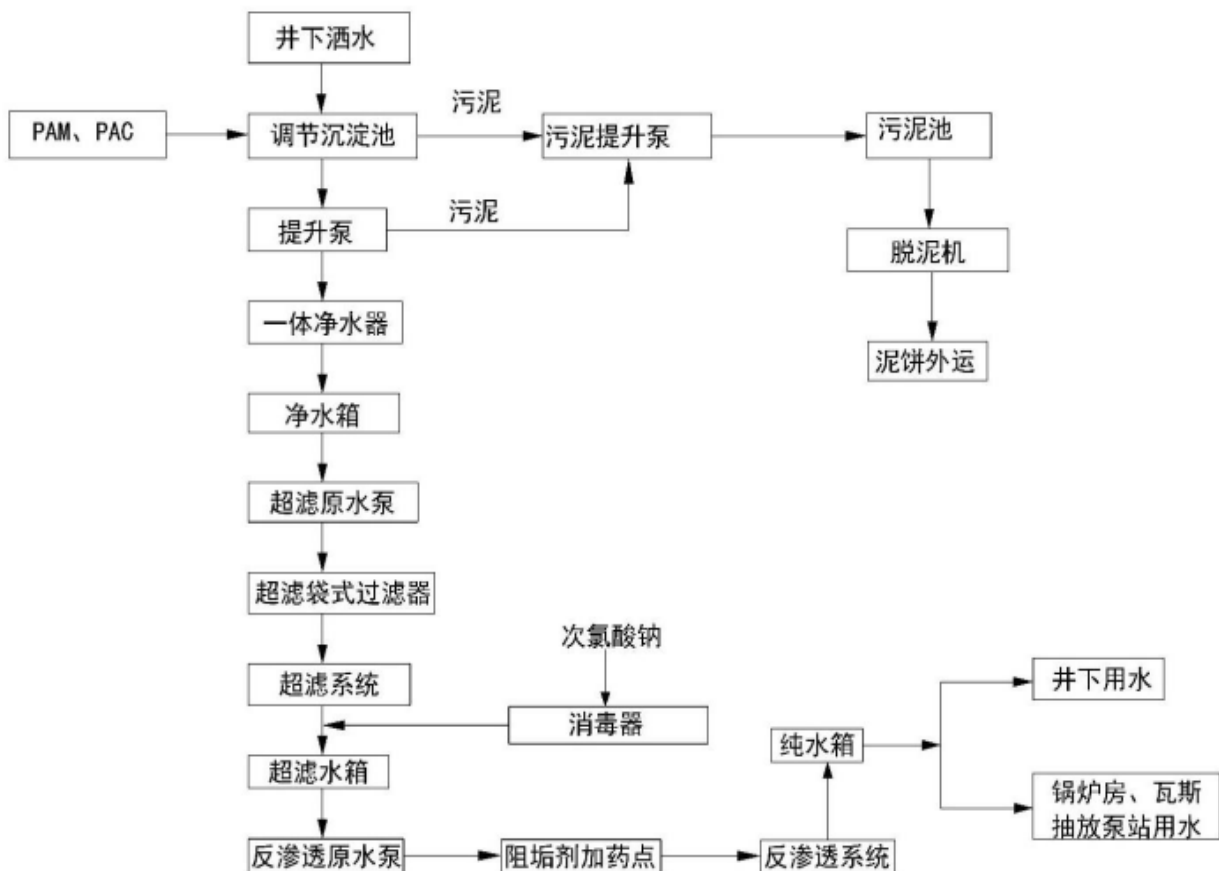 井下洒水
污泥
PAM、PAC
调节沉淀池
污泥提升泵
污泥池
提升泵
污泥
脱泥机
一体净水器
泥饼外运
净水箱
超滤原水泵
超滤袋式过滤器
次氯酸钠
超滤系统
井下用水
消毒器
纯水箱
超滤水箱
锅炉房、瓦斯
抽放泵站用水
反渗透原水泵
阻垢剂加药点
反渗透系统